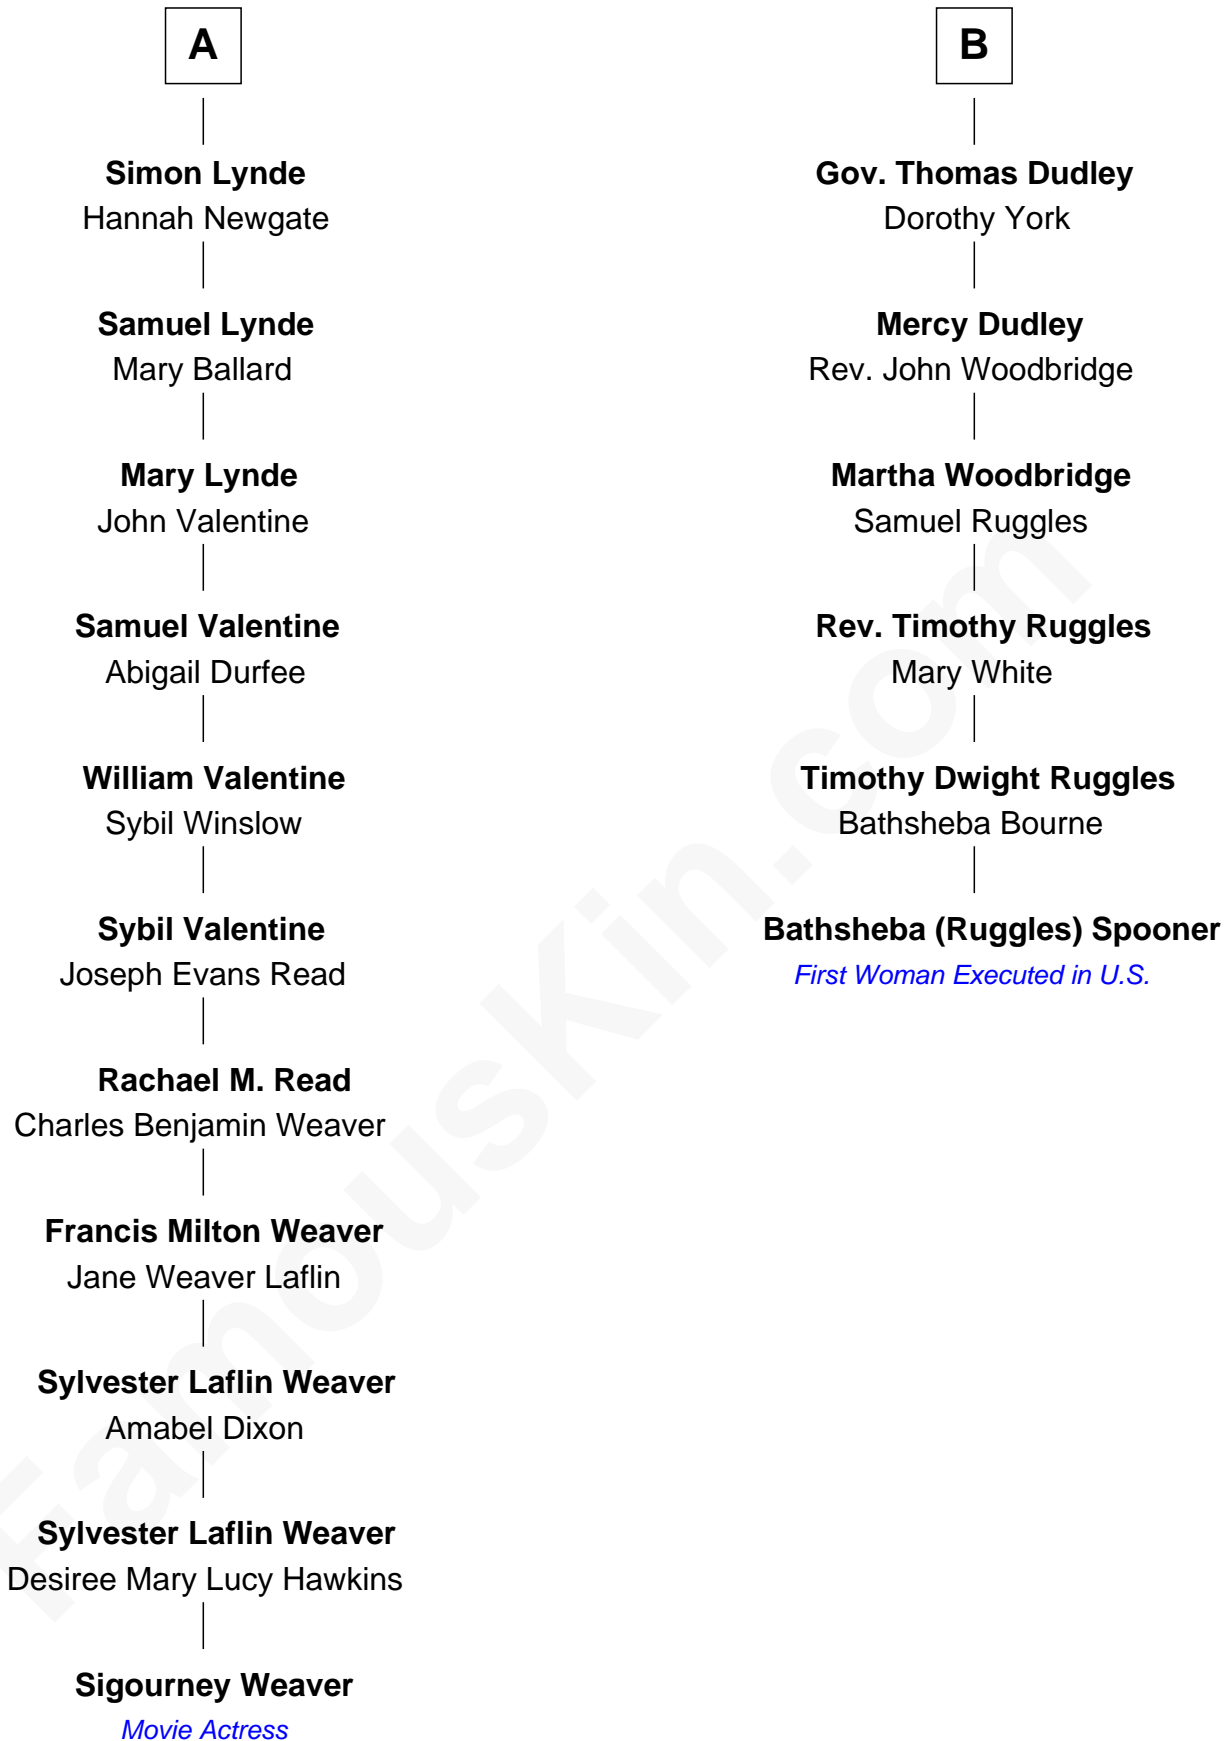 A
Simon Lynde
Hannah Newgate
Samuel Lynde
Mary Ballard
Mary Lynde
John Valentine
Samuel Valentine
Abigail Durfee
William Valentine
Sybil Winslow
Sybil Valentine
Joseph Evans Read
Rachael M. Read
Charles Benjamin Weaver
Francis Milton Weaver
Jane Weaver Laflin
Sylvester Laflin Weaver
Amabel Dixon
Sylvester Laflin Weaver
Desiree Mary Lucy Hawkins
Sigourney Weaver
Movie Actress
B
Gov. Thomas Dudley
Dorothy York
Mercy Dudley
Rev. John Woodbridge
Martha Woodbridge
Samuel Ruggles
Rev. Timothy Ruggles
Mary White
Timothy Dwight Ruggles
Bathsheba Bourne
Bathsheba (Ruggles) Spooner
First Woman Executed in U.S.
FamousKin.com